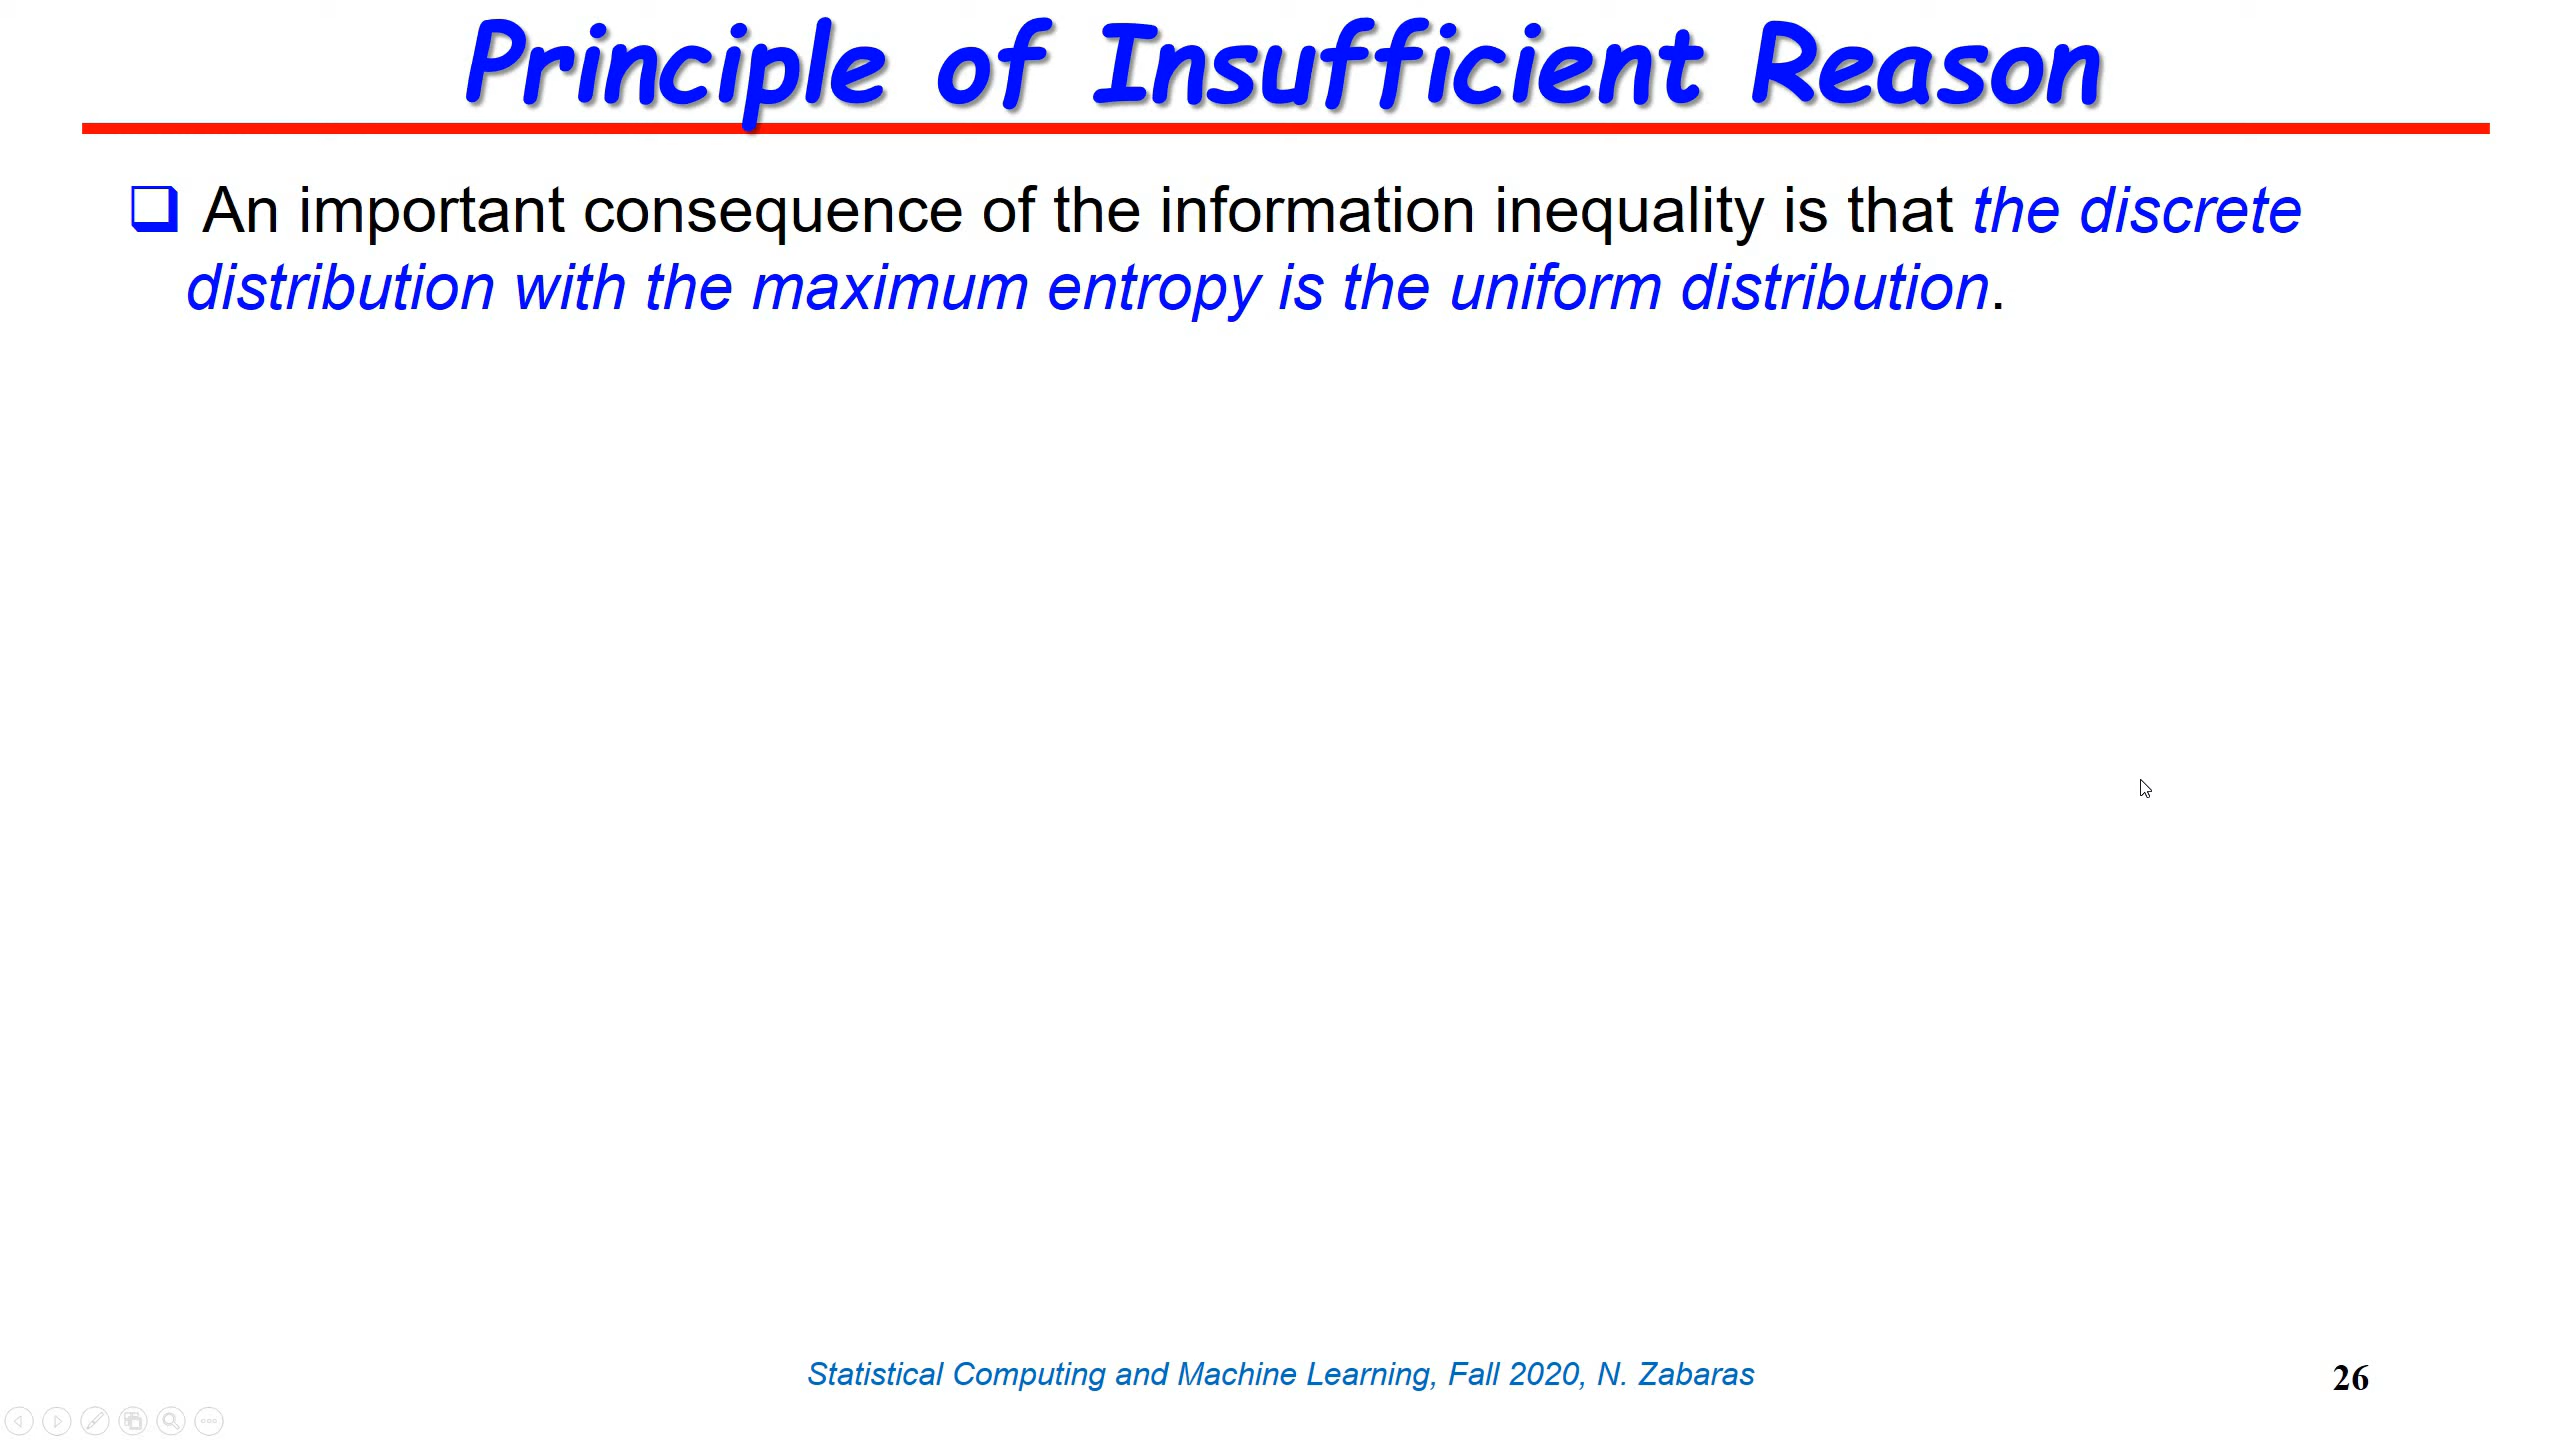 Principle of Insufficient Reason
An important consequence of the information inequality is that the discrete
distribution with the maximum entropy is the uniform distribution.
Statistical Computing and Machine Learning, Fall 2020, N. Zabaras
26